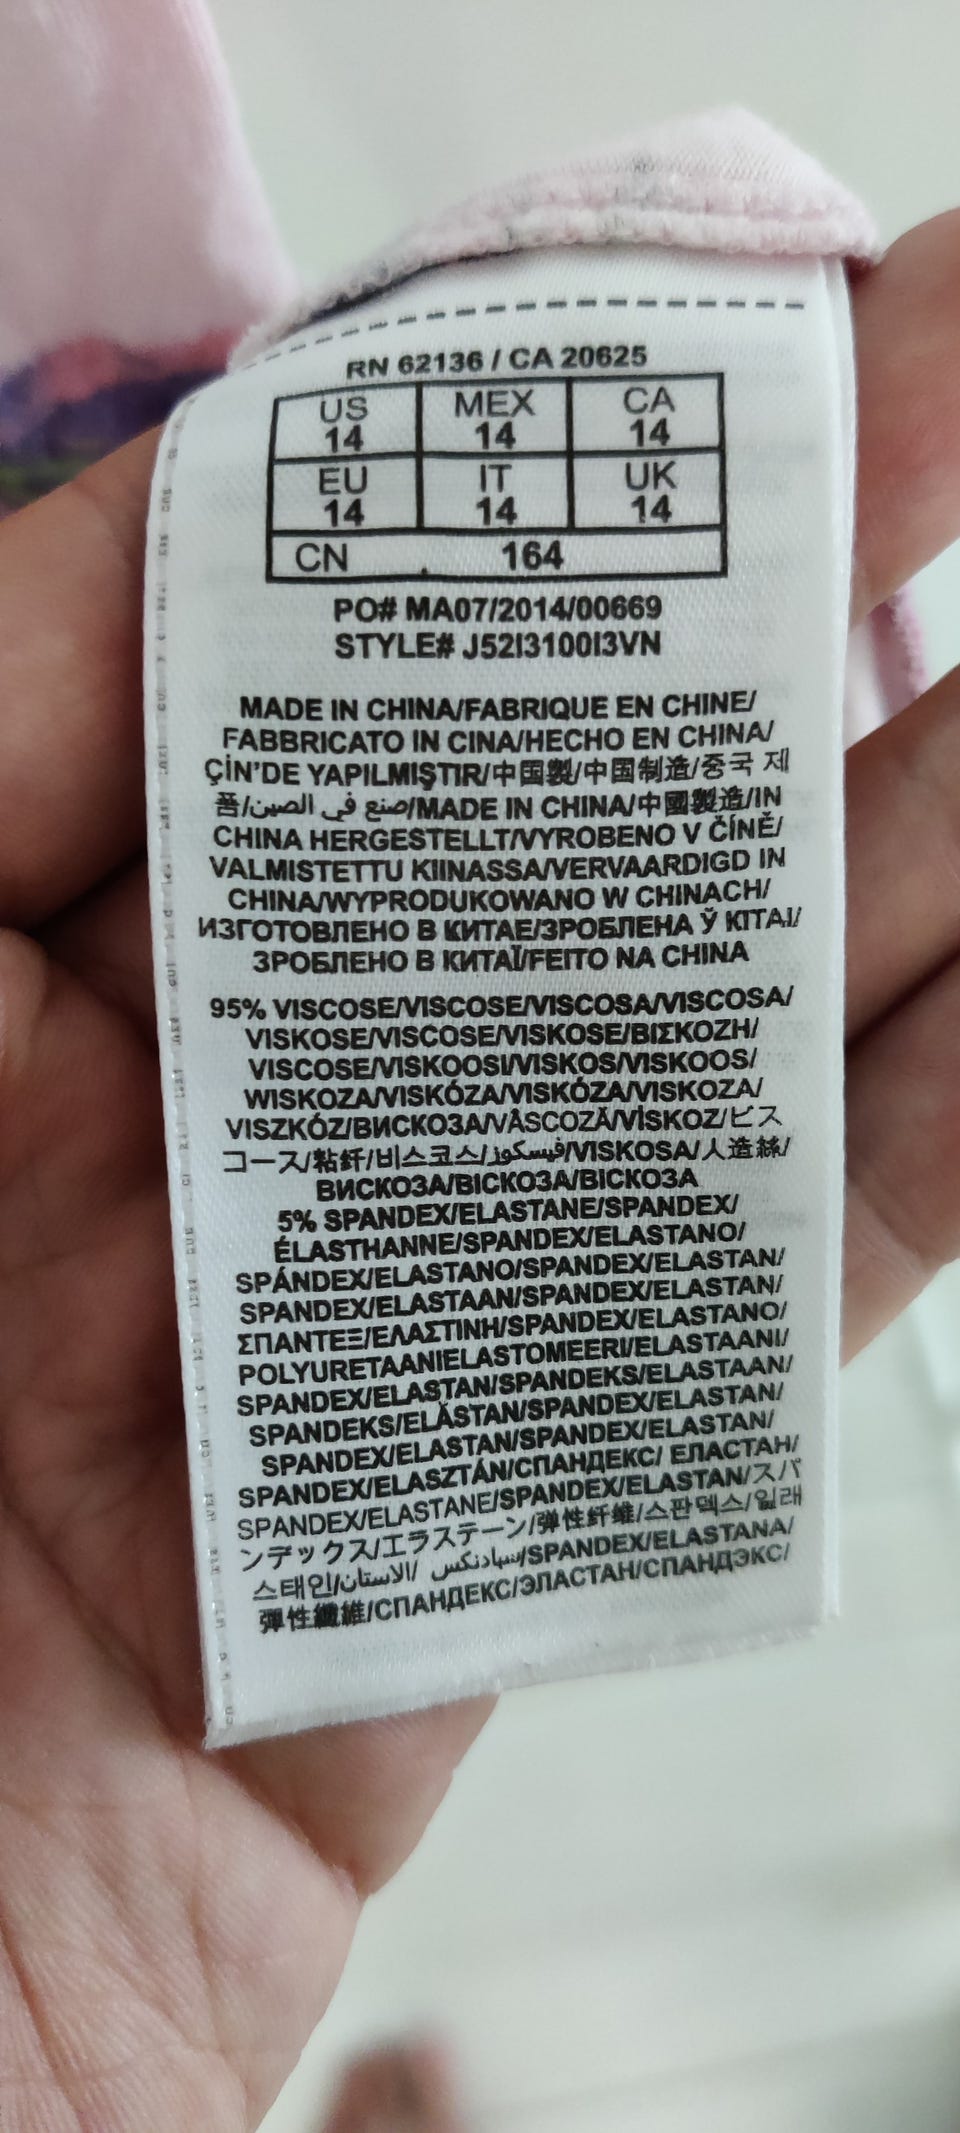 RN 62136 / CA 20625
US MEX CA
14 14 14
EU IT UK
14 14 14
CN 164
PO# MA07/2014/00669
STYLE# J52I3100I3VN
MADE IN CHINA/FABRIQUE EN CHINE/
FABBRICATO IN CINA/HECHO EN CHINA/
ÇİN'DE YAPILMIŞTIR/中国製/中国制造/중국 제
품/صنع في الصين/MADE IN CHINA/中國製造/IN
CHINA HERGESTELLT/VYROBENO V ČÍNĚ/
VALMISTETTU KIINASSA/VERVAARDIGD IN
CHINA/WYPRODUKOWANO W CHINACH/
ИЗГОТОВЛЕНО В КИТАЕ/ЗРОБЛЕНА Ў КІТАІ/
ЗРОБЛЕНО В КИТАЇ/FEITO NA CHINA
95% VISCOSE/VISCOSE/VISCOSA/VISCOSA/
VISKOSE/VISCOSE/VISKOSE/ΒΙΣΚΟΖΗ/
VISCOSE/VISKOOSI/VISKOS/VISKOOS/
WISKOZA/VISKÓZA/VISKÓZA/VISKOZA/
VISZKÓZ/ВИСКОЗА/VÂSCOZĂ/VİSKOZ/ビス
コース/粘釬/비스코스/فيسكوز/VISKOSA/人造絲/
ВИСКОЗА/ВІСКОЗА/ВІСКОЗА
5% SPANDEX/ELASTANE/SPANDEX/
ÉLASTHANNE/SPANDEX/ELASTANO/
SPÁNDEX/ELASTANO/SPANDEX/ELASTAN/
SPANDEX/ELASTAAN/SPANDEX/ELASTAN/
ΣΠΑΝΤΕΞ/ΕΛΑΣΤΙΝΗ/SPANDEX/ELASTANO/
POLYURETAANIELASTOMEERI/ELASTAANI/
SPANDEX/ELASTAN/SPANDEKS/ELASTAAN/
SPANDEKS/ELĀSTAN/SPANDEX/ELASTAN/
SPANDEX/ELASTAN/SPANDEX/ELASTAN/
SPANDEX/ELASZTÁN/СПАНДЕКС/ ЕЛАСТАН/
SPANDEX/ELASTANE/SPANDEX/ELASTAN/スパ
ンデックス/エラステーン/弹性纤维/스판덱스/일래
스태인/الاستان/ سبادنكس/SPANDEX/ELASTANA/
彈性纖維/СПАНДЕКС/ЭЛАСТАН/СПАНДЭКС/